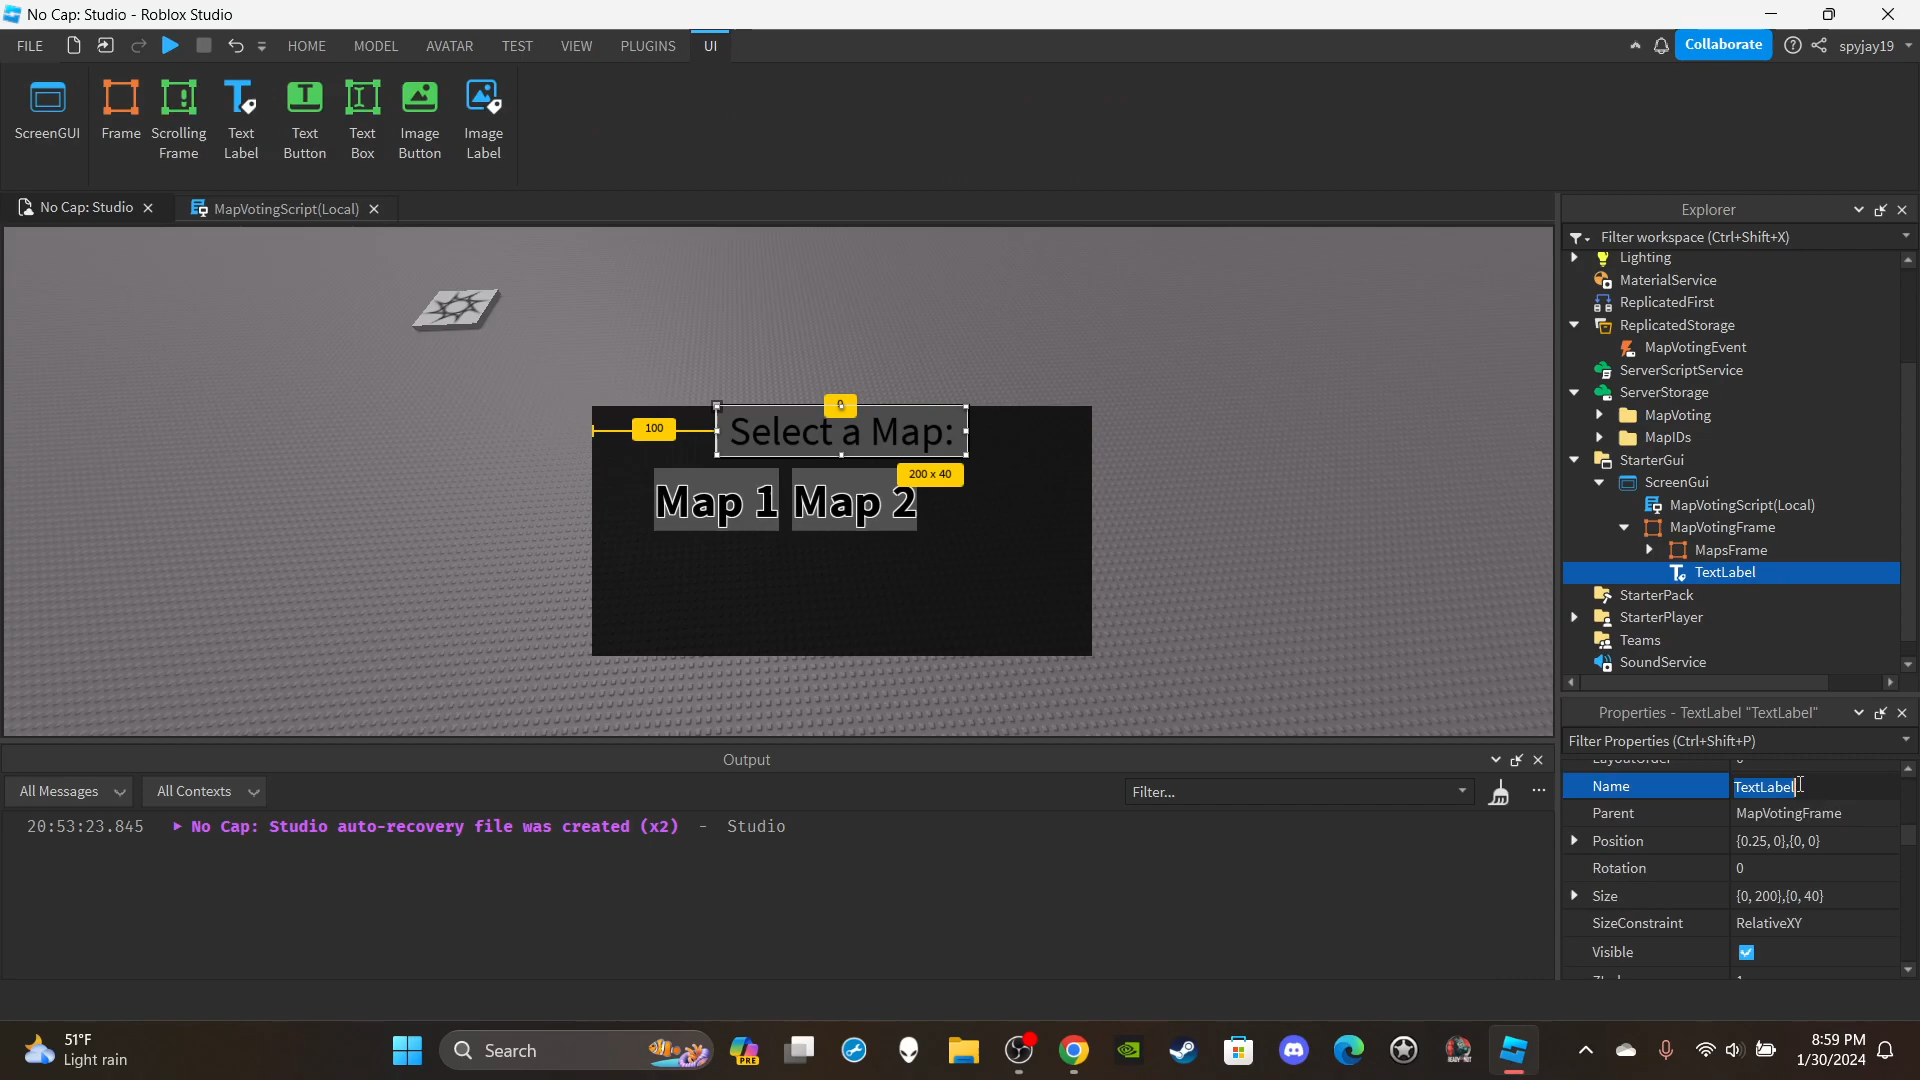 No Cap: Studio - Roblox Studio
FILE HOME MODEL AVATAR TEST VIEW PLUGINS UI Collaborate spyjay19
ScreenGUI Frame Scrolling Frame Text Label Text Button Text Box Image Button Image Label
No Cap: Studio MapVotingScript(Local)
Explorer
Filter workspace (Ctrl+Shift+X)
Lighting
MaterialService
ReplicatedFirst
ReplicatedStorage
MapVotingEvent
ServerScriptService
ServerStorage
MapVoting
MapIDs
StarterGui
ScreenGui
MapVotingScript(Local)
MapVotingFrame
MapsFrame
TextLabel
StarterPack
StarterPlayer
Teams
SoundService
100
Select a Map:
200 x 40
Map 1 Map 2
Properties - TextLabel "TextLabel"
Filter Properties (Ctrl+Shift+P)
Name TextLabel
Parent MapVotingFrame
Position {0.25, 0},{0, 0}
Rotation 0
Size {0, 200},{0, 40}
SizeConstraint RelativeXY
Visible
Output
All Messages All Contexts Filter...
20:53:23.845 No Cap: Studio auto-recovery file was created (x2) - Studio
51°F
Light rain
Search
PRE
8:59 PM
1/30/2024